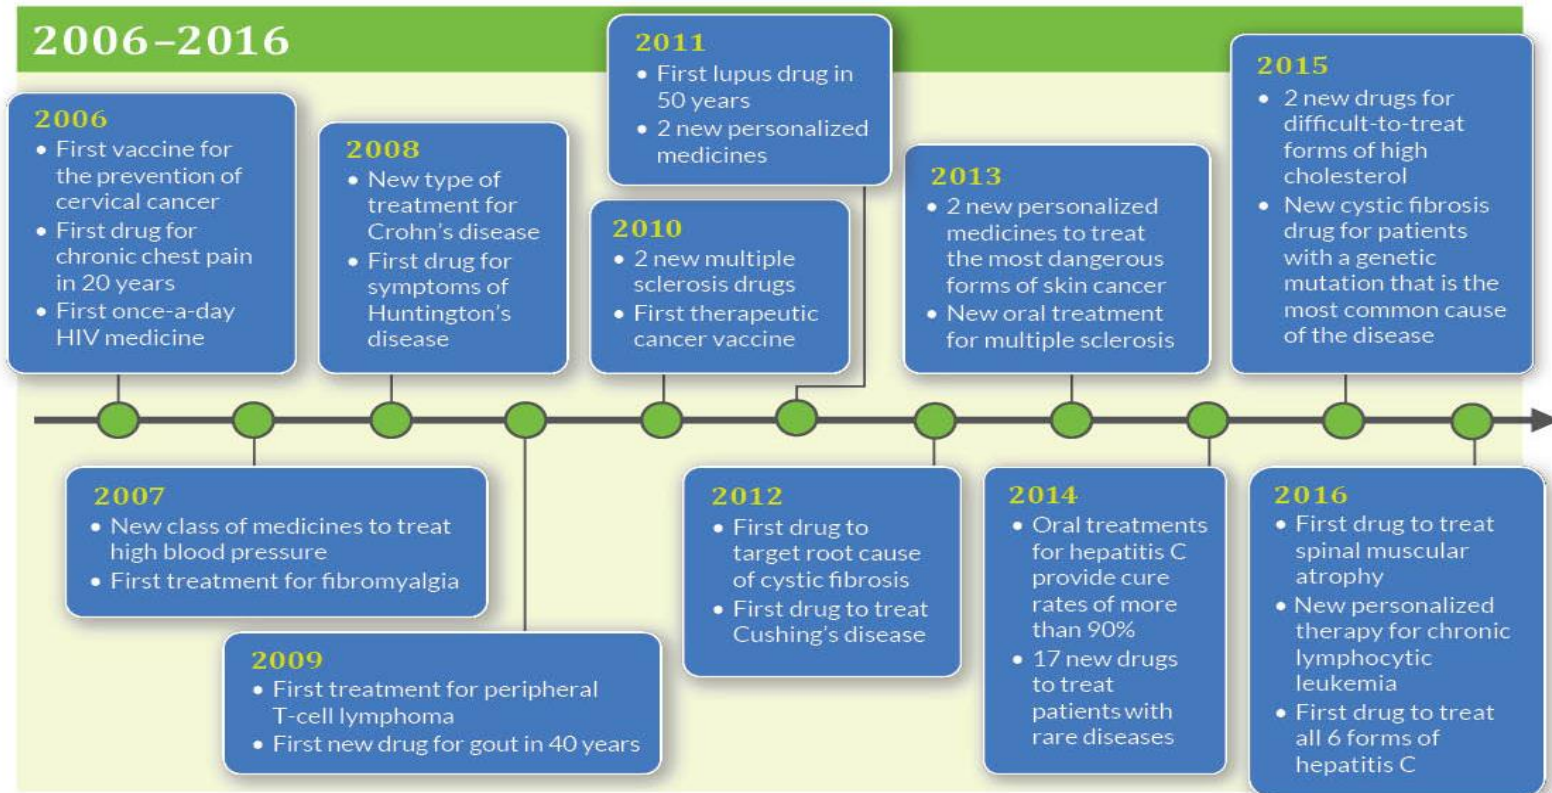 2006–2016
2006
• First vaccine for
the prevention of
cervical cancer
• First drug for
chronic chest pain
in 20 years
• First once-a-day
HIV medicine
2007
• New class of medicines to treat
high blood pressure
• First treatment for fibromyalgia
2008
• New type of
treatment for
Crohn’s disease
• First drug for
symptoms of
Huntington’s
disease
2009
• First treatment for peripheral
T-cell lymphoma
• First new drug for gout in 40 years
2010
• 2 new multiple
sclerosis drugs
• First therapeutic
cancer vaccine
2011
• First lupus drug in
50 years
• 2 new personalized
medicines
2012
• First drug to
target root cause
of cystic fibrosis
• First drug to treat
Cushing’s disease
2013
• 2 new personalized
medicines to treat
the most dangerous
forms of skin cancer
• New oral treatment
for multiple sclerosis
2014
• Oral treatments
for hepatitis C
provide cure
rates of more
than 90%
• 17 new drugs
to treat
patients with
rare diseases
2015
• 2 new drugs for
difficult-to-treat
forms of high
cholesterol
• New cystic fibrosis
drug for patients
with a genetic
mutation that is the
most common cause
of the disease
2016
• First drug to treat
spinal muscular
atrophy
• New personalized
therapy for chronic
lymphocytic
leukemia
• First drug to treat
all 6 forms of
hepatitis C